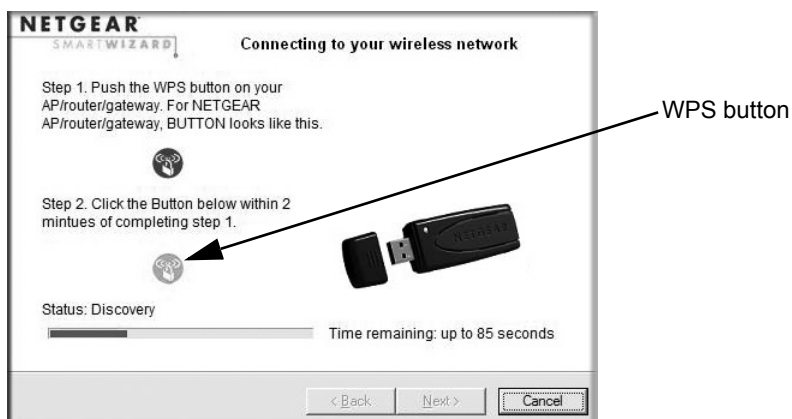 NETGEAR
SMARTWIZARD
Connecting to your wireless network
Step 1. Push the WPS button on your
AP/router/gateway. For NETGEAR
AP/router/gateway, BUTTON looks like this.
WPS button
Step 2. Click the Button below within 2
mintues of completing step 1.
NETGEAR
Status: Discovery
Time remaining: up to 85 seconds
< Back
Next >
Cancel